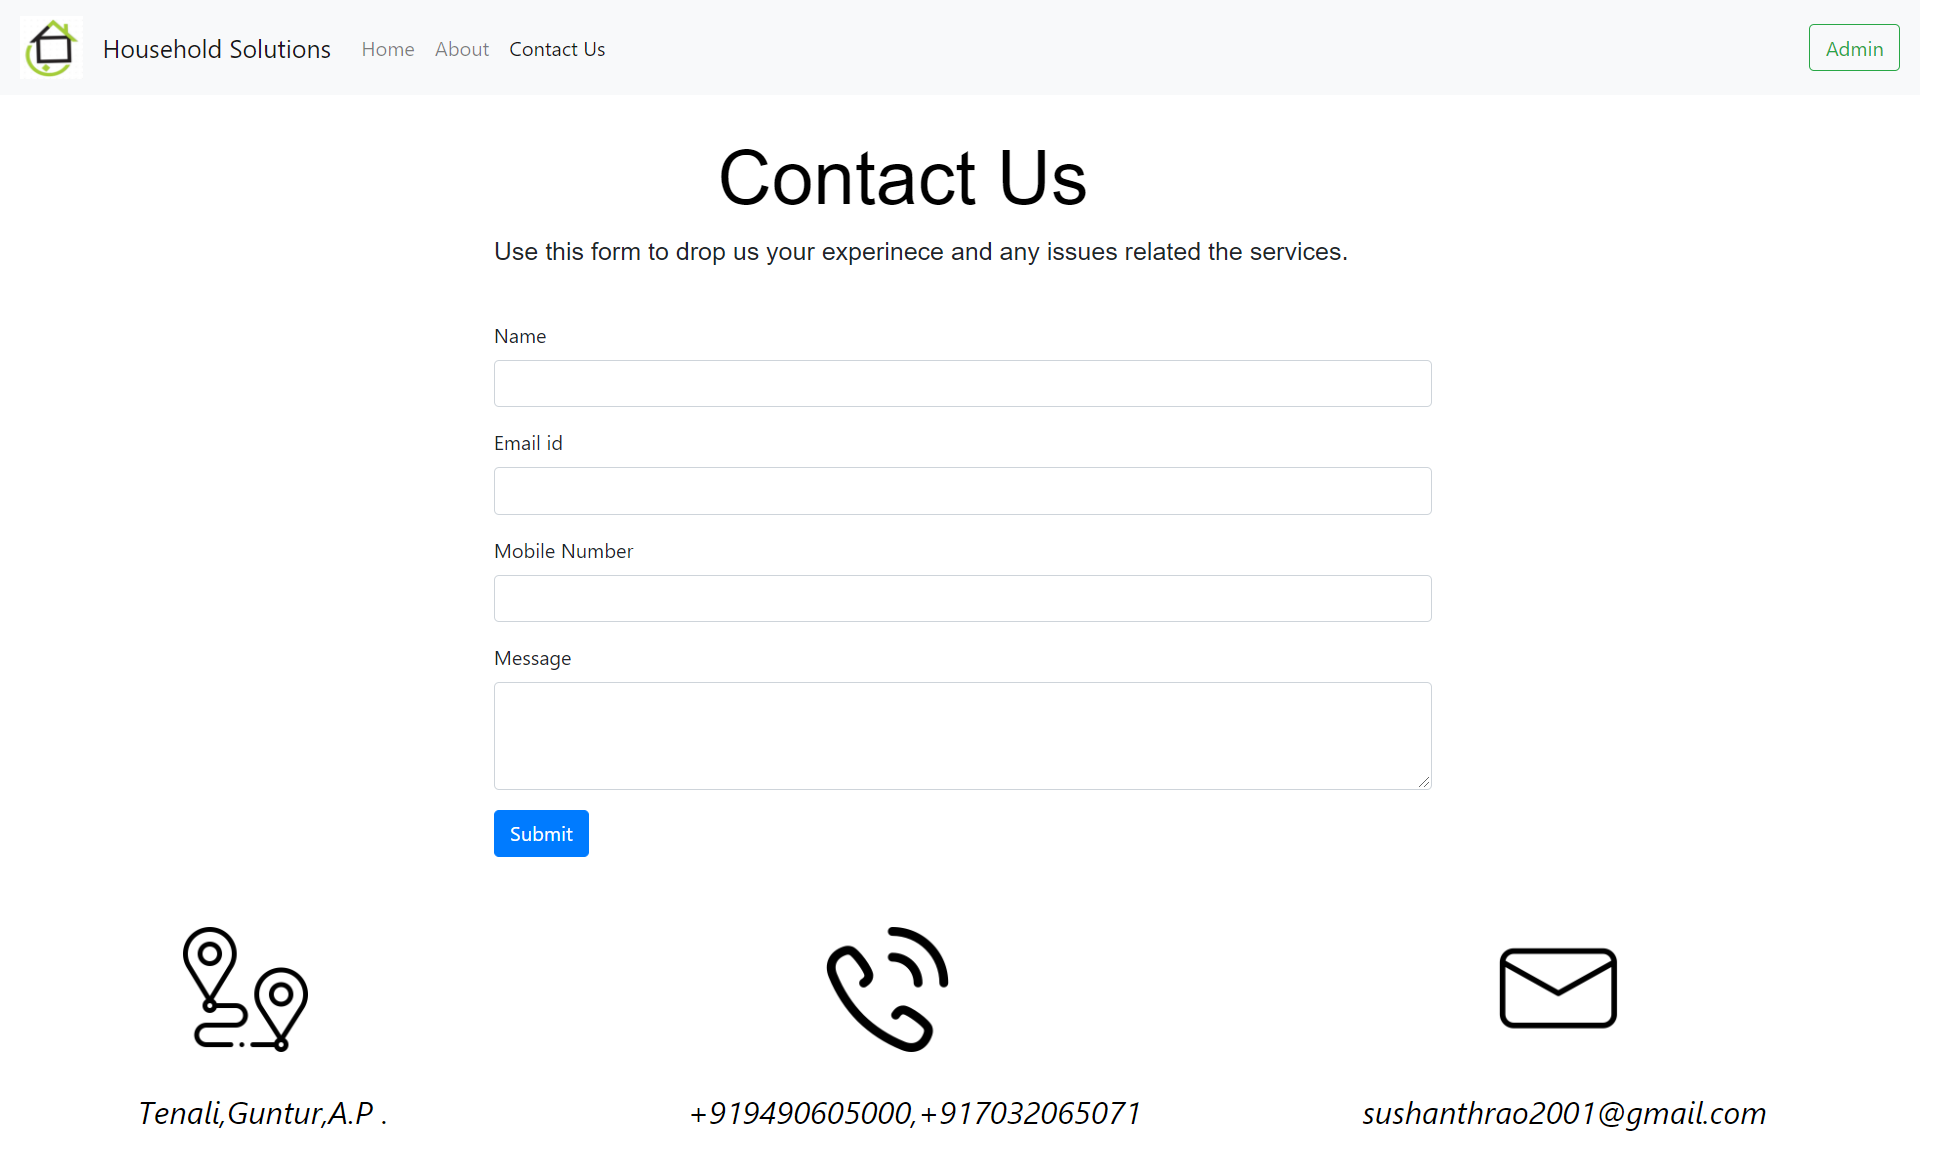 Household Solutions Home About Contact Us Admin
Contact Us
Use this form to drop us your experinece and any issues related the services.
Name
Email id
Mobile Number
Message
Submit
Tenali,Guntur,A.P .
+919490605000,+917032065071
sushanthrao2001@gmail.com